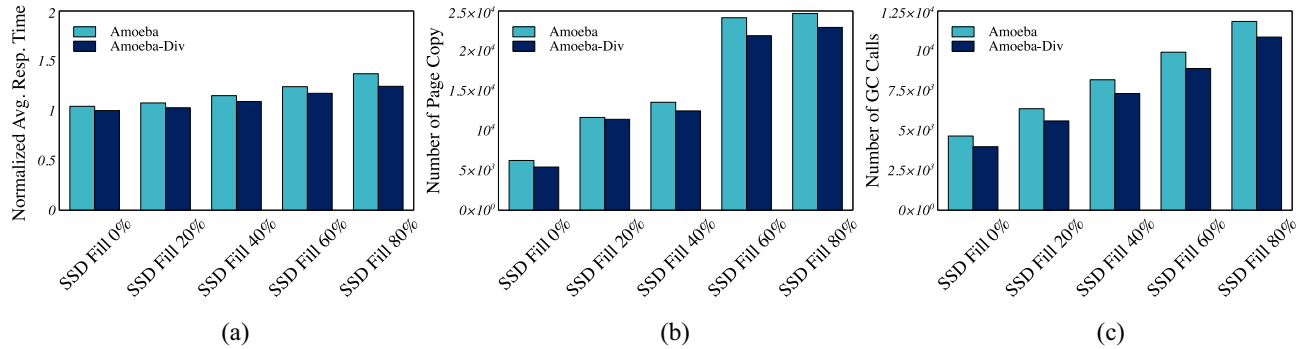 Normalized Avg. Resp. Time
2
1.5
1
0.5
0
Amoeba
Amoeba-Div
SSD Fill 0%
SSD Fill 20%
SSD Fill 40%
SSD Fill 60%
SSD Fill 80%
(a)
Number of Page Copy
2.5×10⁴
2×10⁴
1.5×10⁴
10⁴
5×10³
0×10⁰
Amoeba
Amoeba-Div
SSD Fill 0%
SSD Fill 20%
SSD Fill 40%
SSD Fill 60%
SSD Fill 80%
(b)
Number of GC Calls
1.25×10⁴
10⁴
7.5×10³
5×10³
2.5×10³
0×10⁰
Amoeba
Amoeba-Div
SSD Fill 0%
SSD Fill 20%
SSD Fill 40%
SSD Fill 60%
SSD Fill 80%
(c)